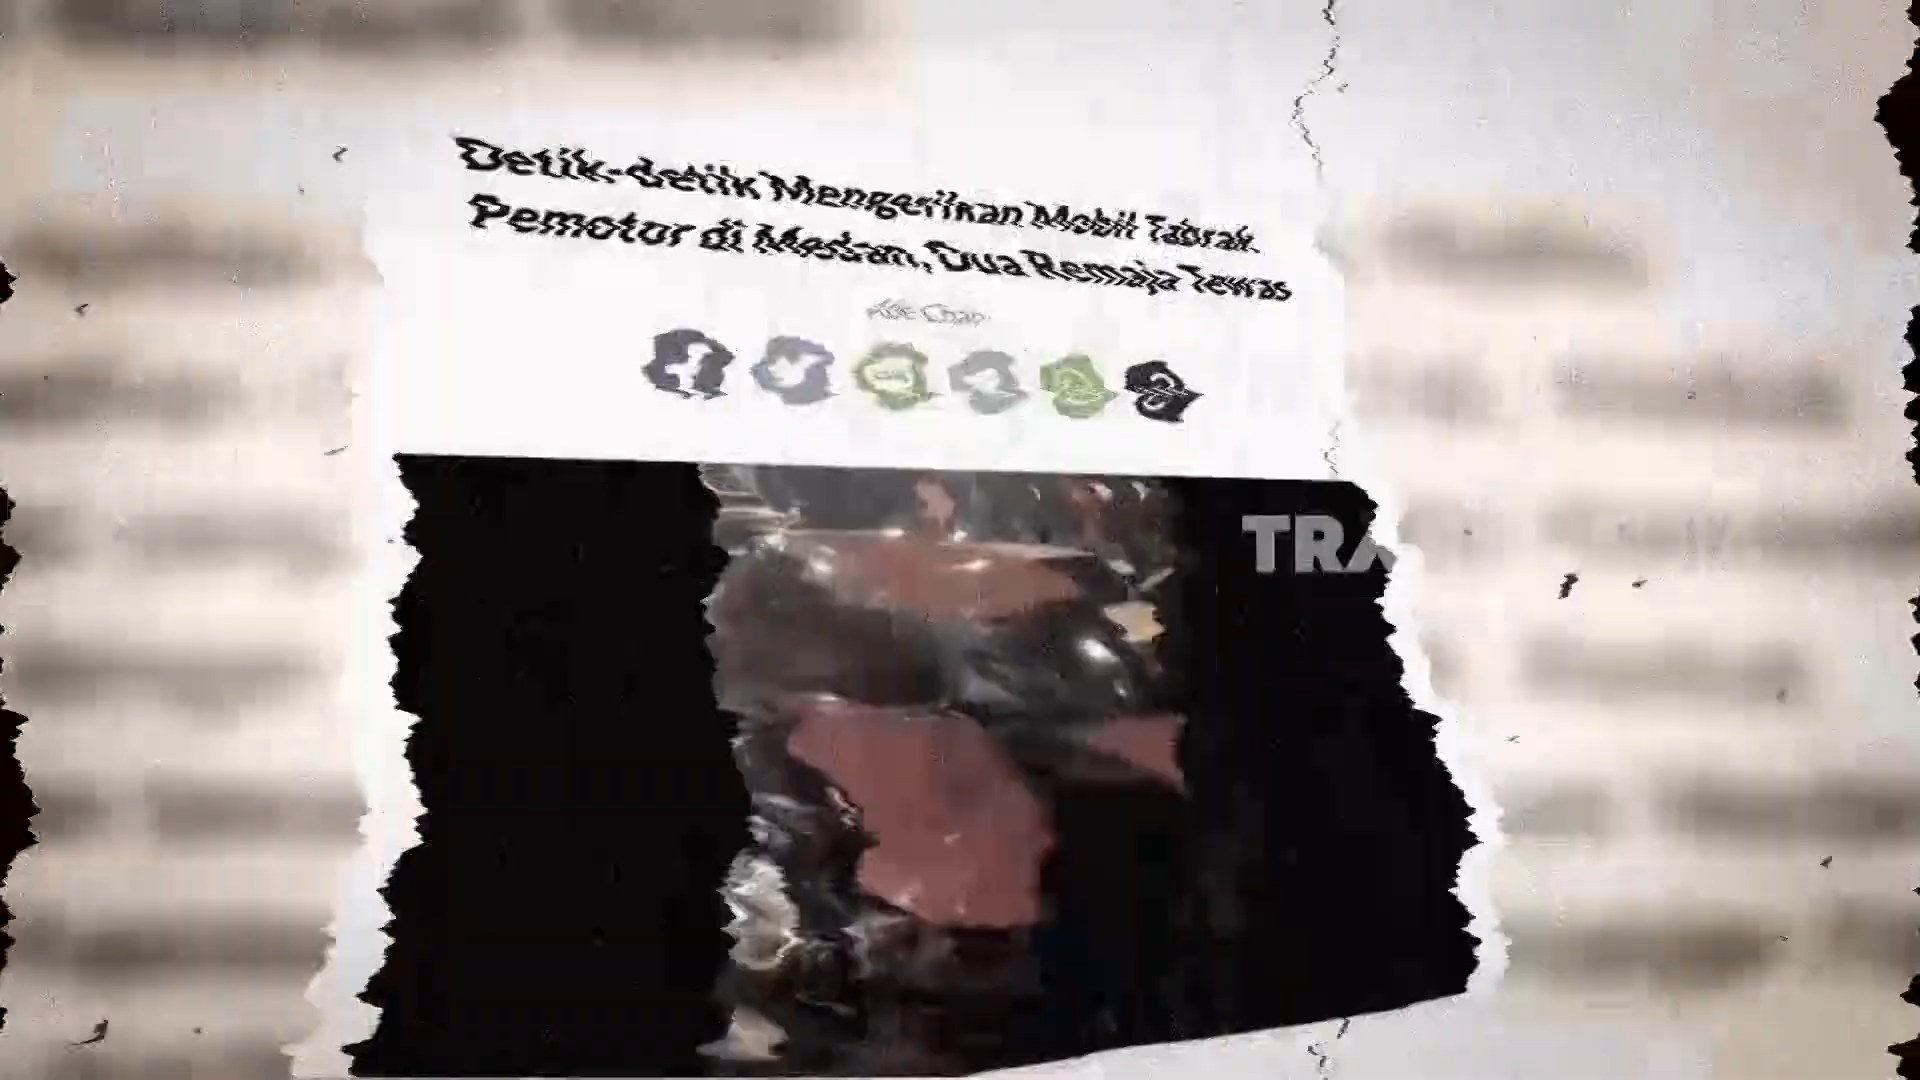 Detik-detik Mengerikan Mobil Tabrak
Pemotor di Medan, Dua Remaja Tewas
TRA